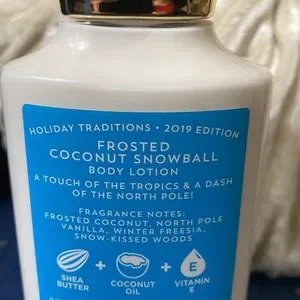 HOLIDAY TRADITIONS • 2019 EDITION
FROSTED
COCONUT SNOWBALL
BODY LOTION
A TOUCH OF THE TROPICS & A DASH
OF THE NORTH POLE!
FRAGRANCE NOTES:
FROSTED COCONUT, NORTH POLE
VANILLA, WINTER FREESIA,
SNOW-KISSED WOODS
E
SHEA BUTTER + COCONUT OIL + VITAMIN E